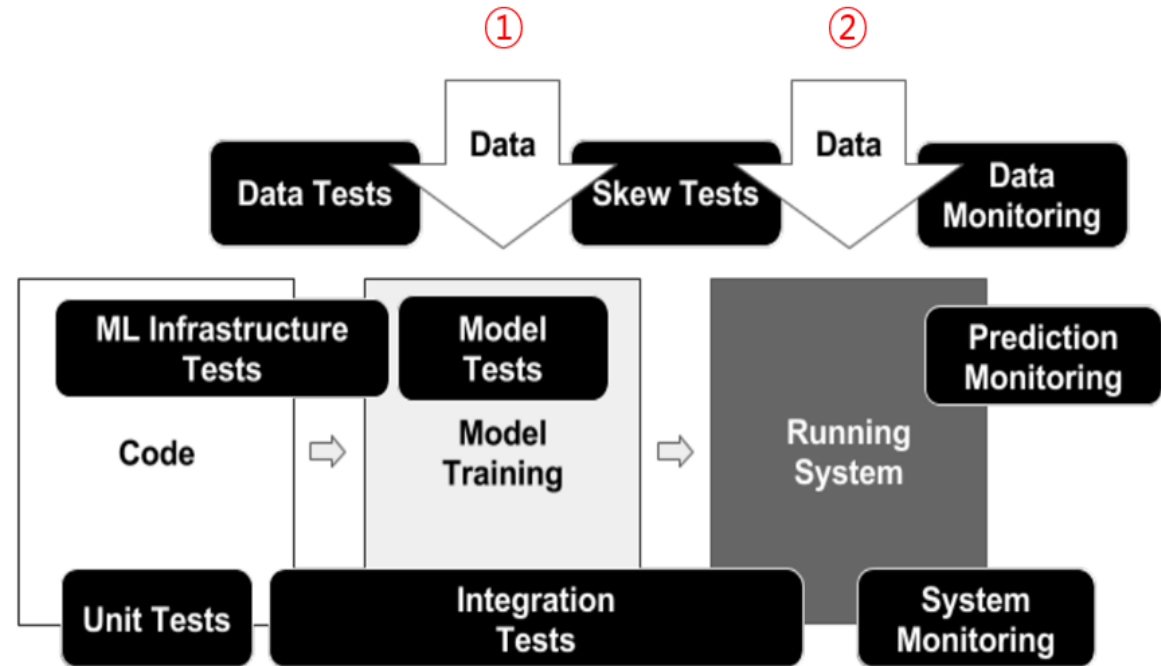 ①
②
Data
Data
Data Tests
Skew Tests
Data
Monitoring
ML Infrastructure
Tests
Model
Tests
Prediction
Monitoring
Code
Model
Training
Running
System
Unit Tests
Integration
Tests
System
Monitoring